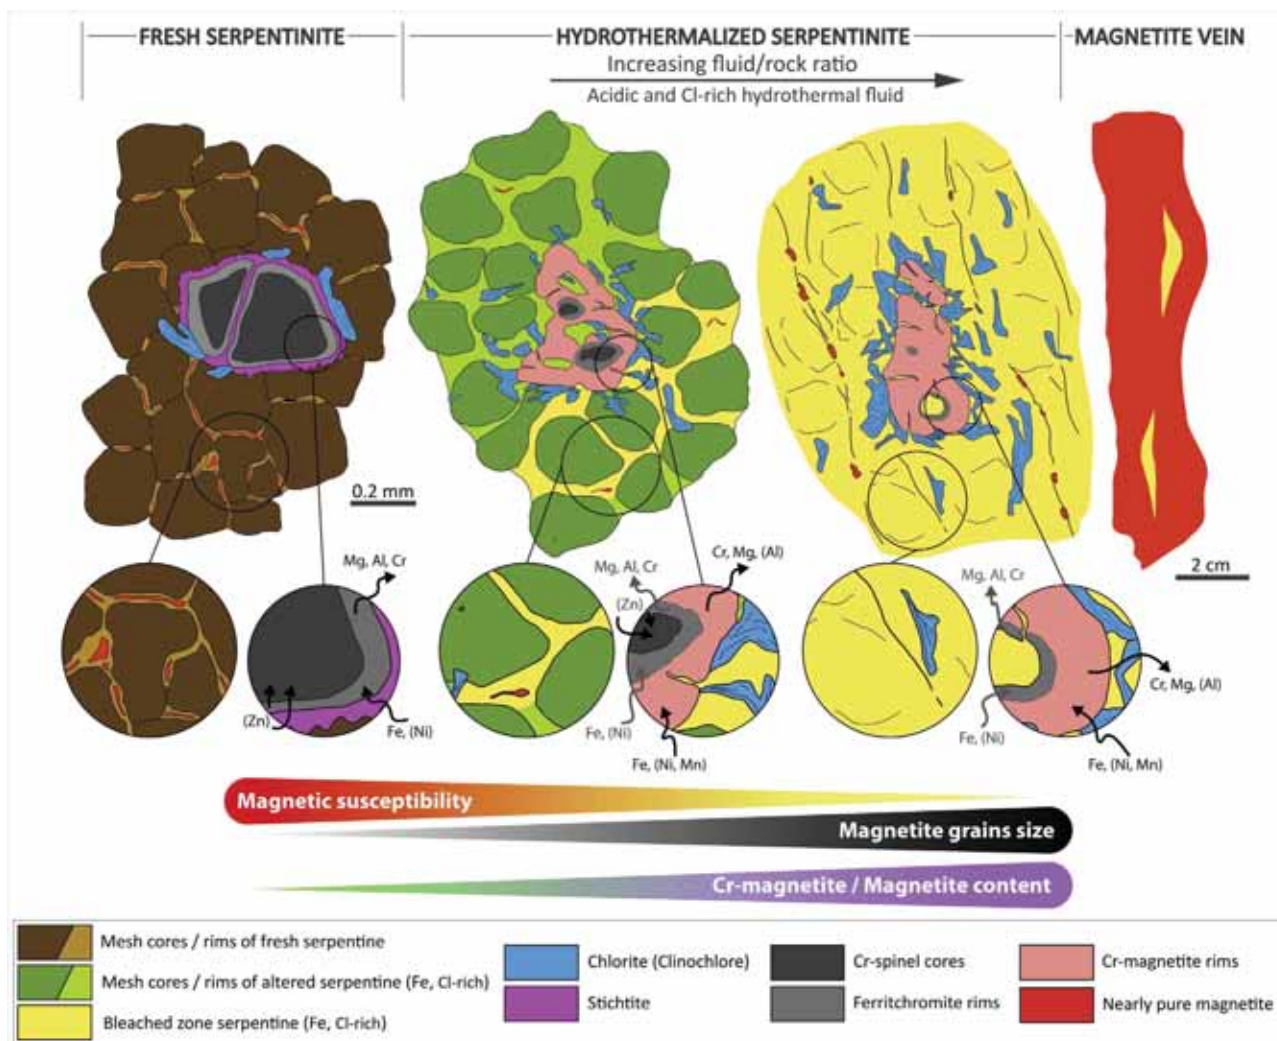 FRESH SERPENTINITE
HYDROTHERMALIZED SERPENTINITE
MAGNETITE VEIN
Increasing fluid/rock ratio
Acidic and Cl-rich hydrothermal fluid
0.2 mm
2 cm
Mg, Al, Cr
(Zn)
Fe, (Ni)
Mg, Al, Cr
(Zn)
Cr, Mg, (Al)
Fe, (Ni)
Fe, (Ni, Mn)
Mg, Al, Cr
Cr, Mg, (Al)
Fe, (Ni)
Fe, (Ni, Mn)
Magnetic susceptibility
Magnetite grains size
Cr-magnetite / Magnetite content
Mesh cores / rims of fresh serpentine
Mesh cores / rims of altered serpentine (Fe, Cl-rich)
Bleached zone serpentine (Fe, Cl-rich)
Chlorite (Clinochlore)
Stichtite
Cr-spinel cores
Ferritchromite rims
Cr-magnetite rims
Nearly pure magnetite